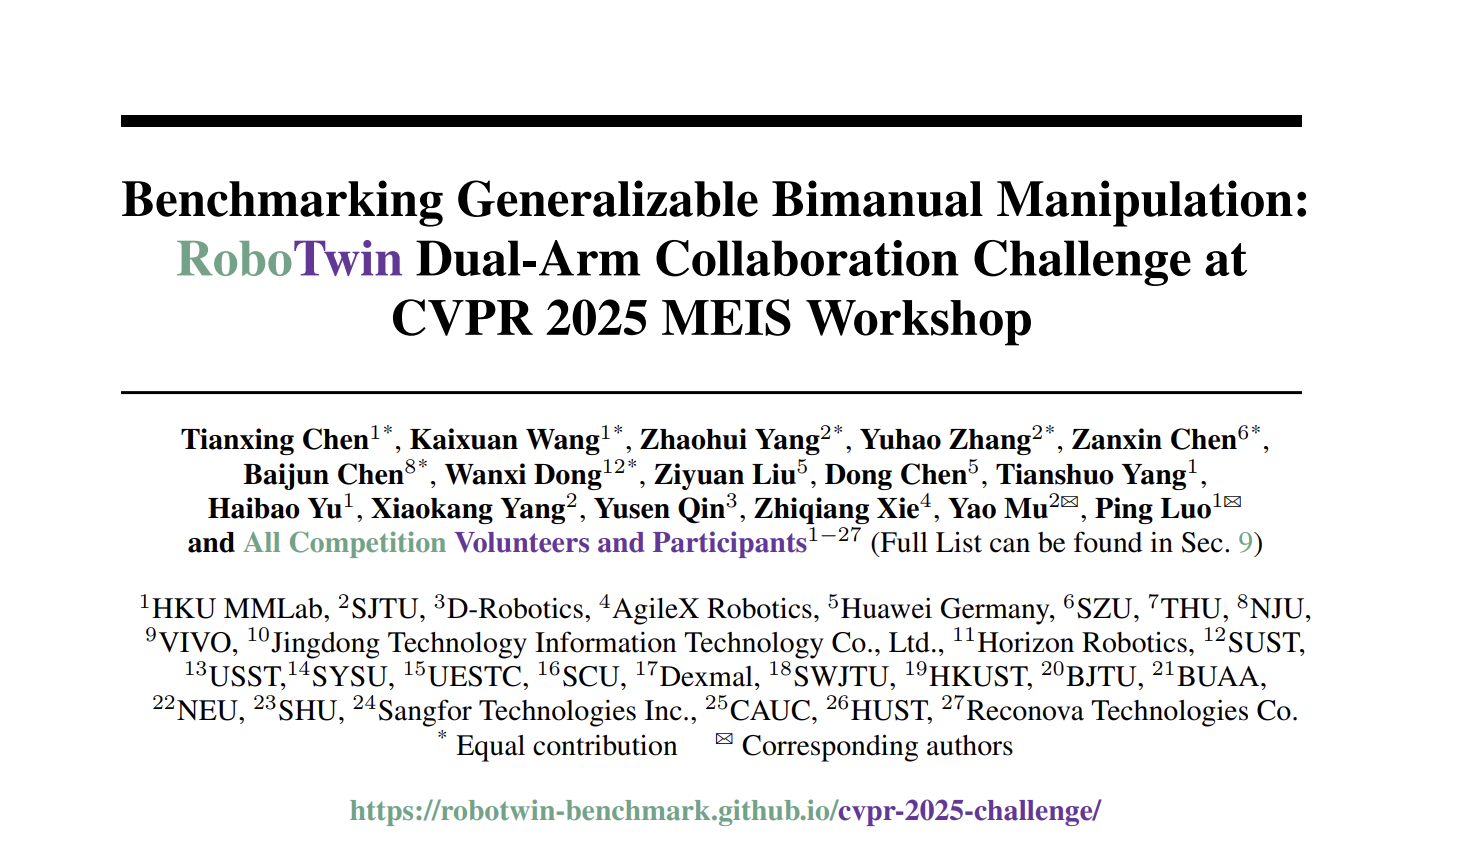 Benchmarking Generalizable Bimanual Manipulation:
RoboTwin Dual-Arm Collaboration Challenge at
CVPR 2025 MEIS Workshop
Tianxing Chen¹*, Kaixuan Wang¹*, Zhaohui Yang²*, Yuhao Zhang²*, Zanxin Chen⁶*,
Baijun Chen⁸*, Wanxi Dong¹²*, Ziyuan Liu⁵, Dong Chen⁵, Tianshuo Yang¹,
Haibao Yu¹, Xiaokang Yang², Yusen Qin³, Zhiqiang Xie⁴, Yao Mu²✉, Ping Luo¹✉
and All Competition Volunteers and Participants¹⁻²⁷ (Full List can be found in Sec. 9)
¹HKU MMLab, ²SJTU, ³D-Robotics, ⁴AgileX Robotics, ⁵Huawei Germany, ⁶SZU, ⁷THU, ⁸NJU,
⁹VIVO, ¹⁰Jingdong Technology Information Technology Co., Ltd., ¹¹Horizon Robotics, ¹²SUST,
¹³USST,¹⁴SYSU, ¹⁵UESTC, ¹⁶SCU, ¹⁷Dexmal, ¹⁸SWJTU, ¹⁹HKUST, ²⁰BJTU, ²¹BUAA,
²²NEU, ²³SHU, ²⁴Sangfor Technologies Inc., ²⁵CAUC, ²⁶HUST, ²⁷Reconova Technologies Co.
* Equal contribution ✉ Corresponding authors
https://robotwin-benchmark.github.io/cvpr-2025-challenge/